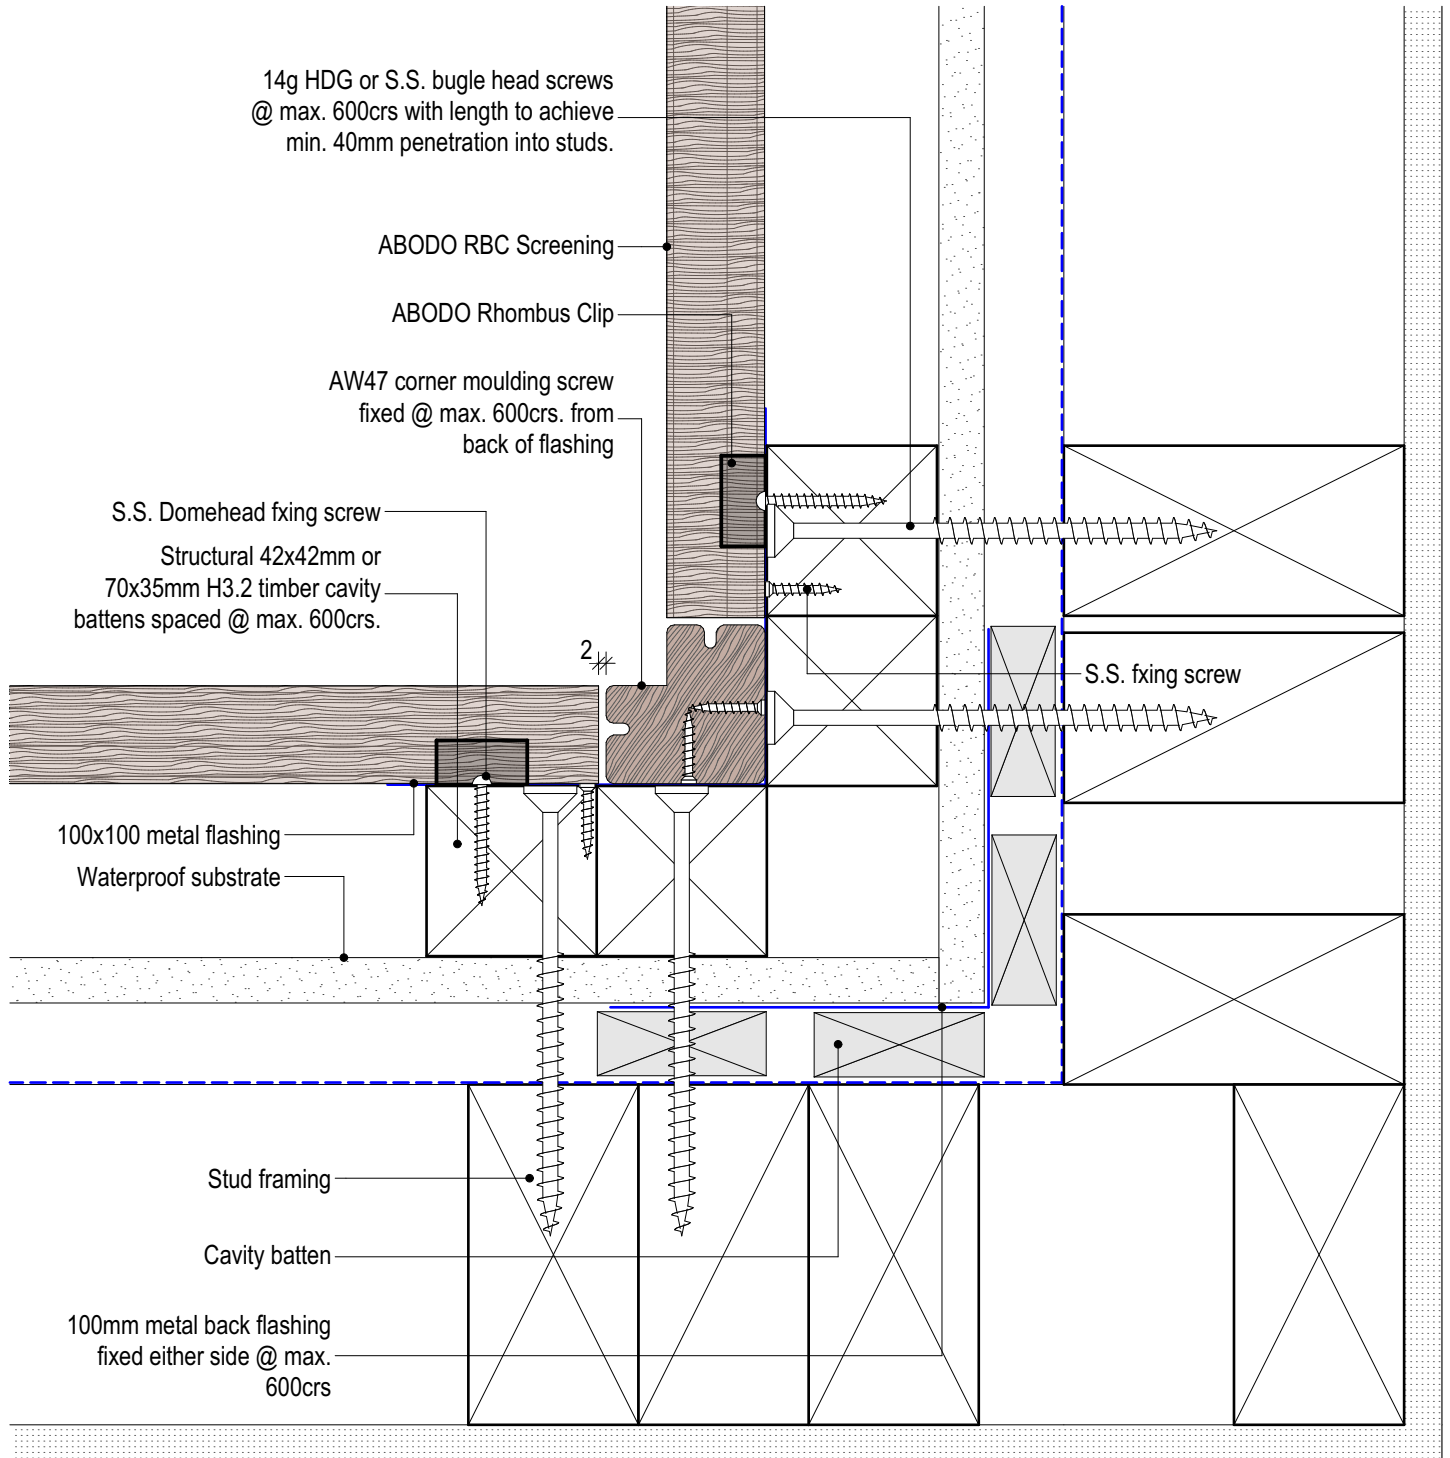 14g HDG or S.S. bugle head screws
@ max. 600crs with length to achieve
min. 40mm penetration into studs.
ABODO RBC Screening
ABODO Rhombus Clip
AW47 corner moulding screw
fixed @ max. 600crs. from
back of flashing
S.S. Domehead fxing screw
Structural 42x42mm or
70x35mm H3.2 timber cavity
battens spaced @ max. 600crs.
2
S.S. fxing screw
100x100 metal flashing
Waterproof substrate
Stud framing
Cavity batten
100mm metal back flashing
fixed either side @ max.
600crs